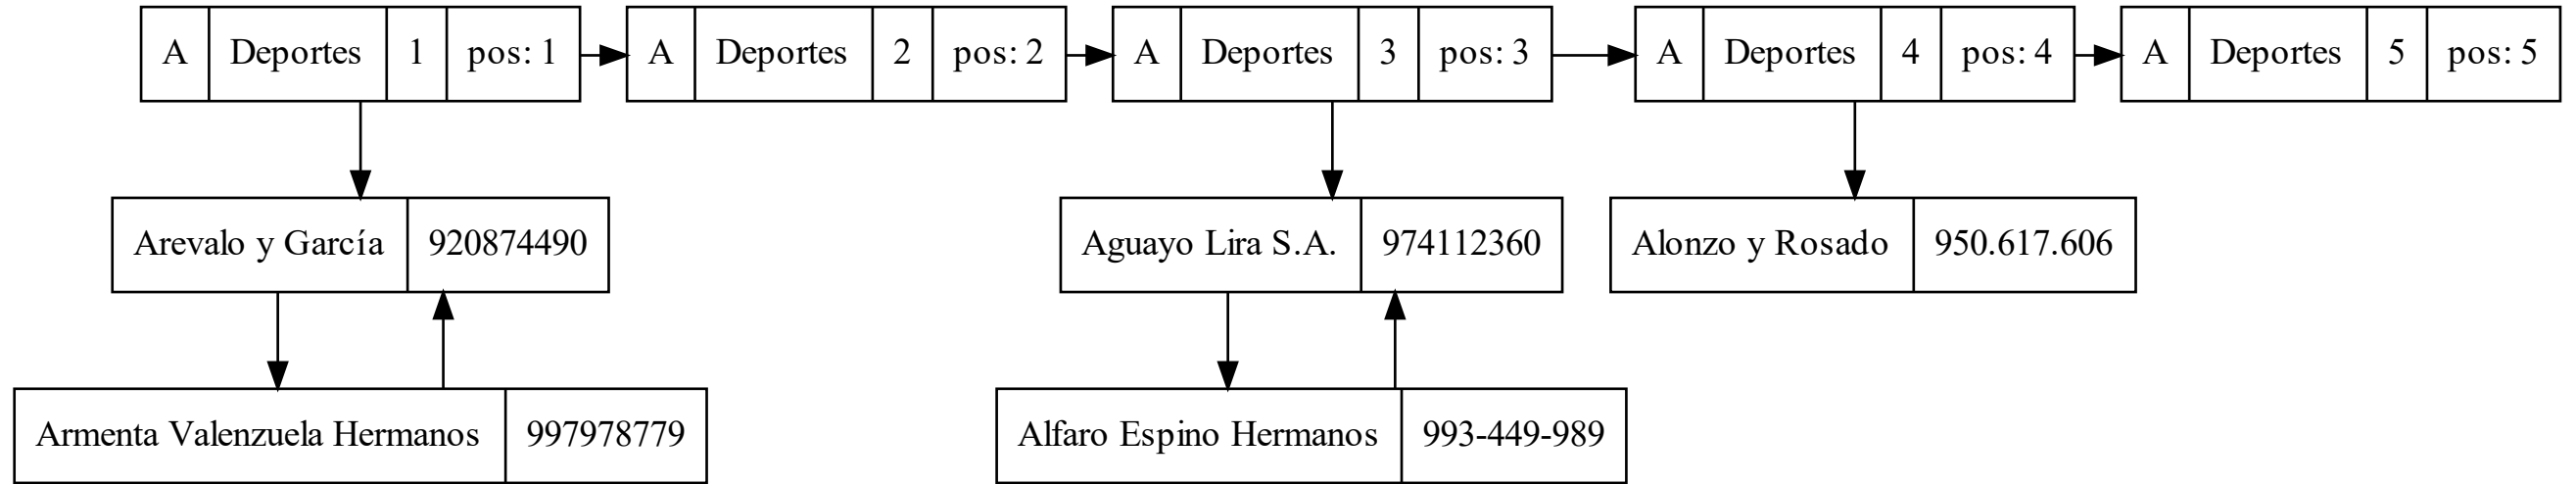 A Deportes 1 pos: 1 A Deportes 2 pos: 2 A Deportes 3 pos: 3 A Deportes 4 pos: 4 A Deportes 5 pos: 5
Arevalo y García 920874490 Aguayo Lira S.A. 974112360 Alonzo y Rosado 950.617.606
Armenta Valenzuela Hermanos 997978779 Alfaro Espino Hermanos 993-449-989